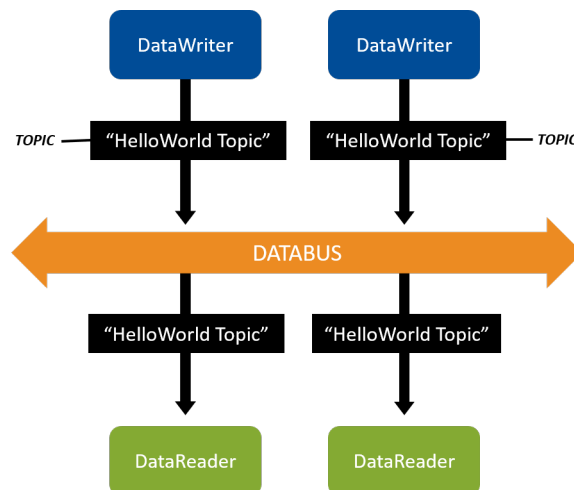 DataWriter DataWriter
TOPIC “HelloWorld Topic” “HelloWorld Topic” TOPIC
DATABUS
“HelloWorld Topic” “HelloWorld Topic”
DataReader DataReader